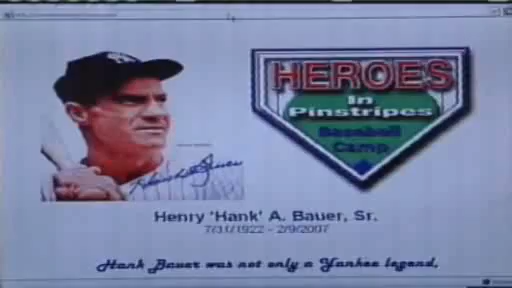 HEROES
In
Pinstripes
Baseball
Camp
Henry 'Hank' A. Bauer, Sr.
7/31/1922 - 2/9/2007
Hank Bauer was not only a Yankee legend,